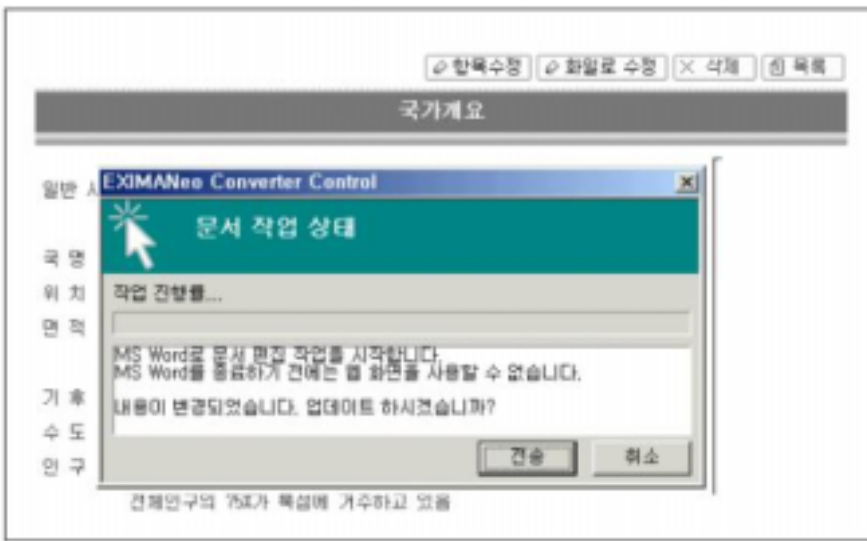 항목수정 화일로 수정 삭제 목록
국가개요
일반 사
EXIMANeo Converter Control
문서 작업 상태
국 명
위 치
작업 진행률...
면 적
MS Word로 문서 편집 작업을 시작합니다.
MS Word를 종료하기 전에는 웹 화면을 사용할 수 없습니다.
기 후
내용이 변경되었습니다. 업데이트 하시겠습니까?
수 도
전송 취소
인 구
전체인구의 75%가 북섬에 거주하고 있음